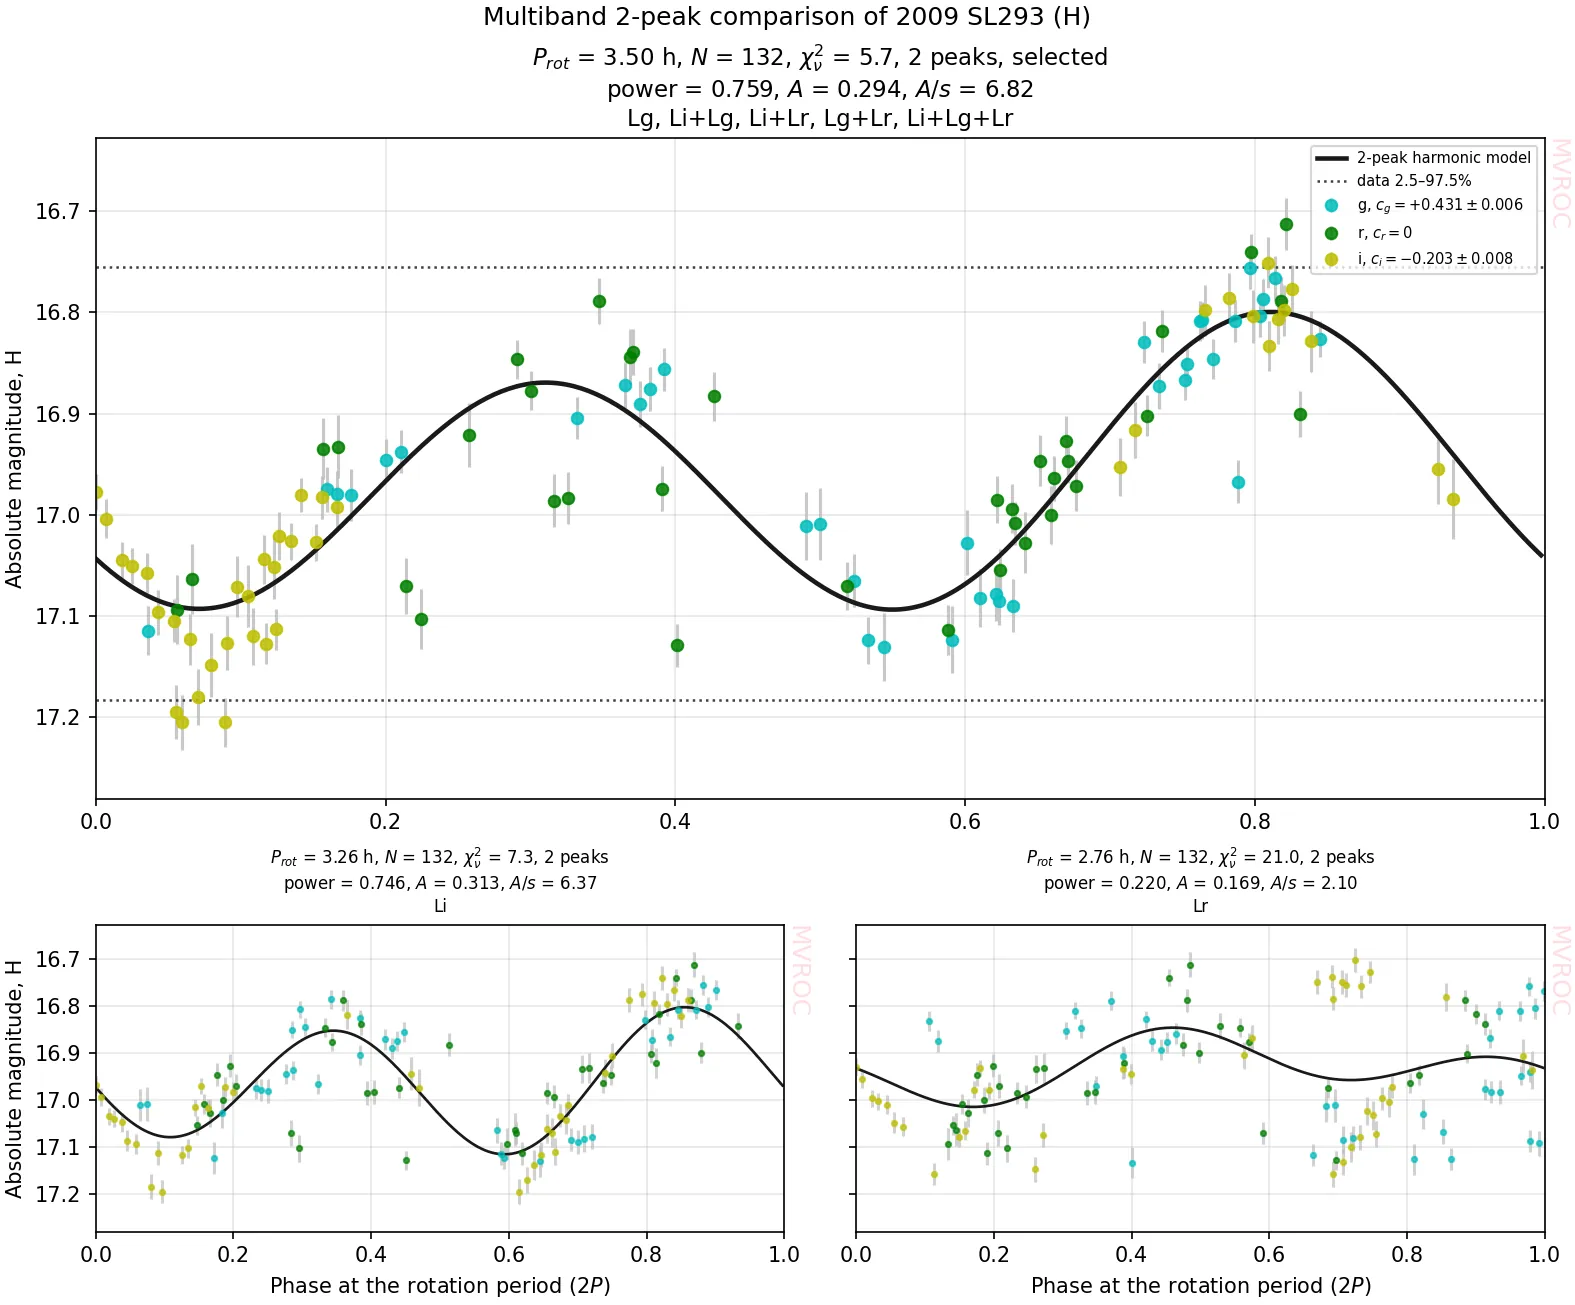 Multiband 2-peak comparison of 2009 SL293 (H)
P_rot = 3.50 h, N = 132, χ²_ν = 5.7, 2 peaks, selected
power = 0.759, A = 0.294, A/s = 6.82
Lg, Li+Lg, Li+Lr, Lg+Lr, Li+Lg+Lr
2-peak harmonic model
data 2.5–97.5%
g, c_g = +0.431 ± 0.006
r, c_r = 0
i, c_i = −0.203 ± 0.008
MVROC
Absolute magnitude, H
16.7
16.8
16.9
17.0
17.1
17.2
0.0 0.2 0.4 0.6 0.8 1.0
P_rot = 3.26 h, N = 132, χ²_ν = 7.3, 2 peaks
power = 0.746, A = 0.313, A/s = 6.37
Li
MVROC
Absolute magnitude, H
16.7
16.8
16.9
17.0
17.1
17.2
0.0 0.2 0.4 0.6 0.8 1.0
Phase at the rotation period (2P)
P_rot = 2.76 h, N = 132, χ²_ν = 21.0, 2 peaks
power = 0.220, A = 0.169, A/s = 2.10
Lr
MVROC
0.0 0.2 0.4 0.6 0.8 1.0
Phase at the rotation period (2P)